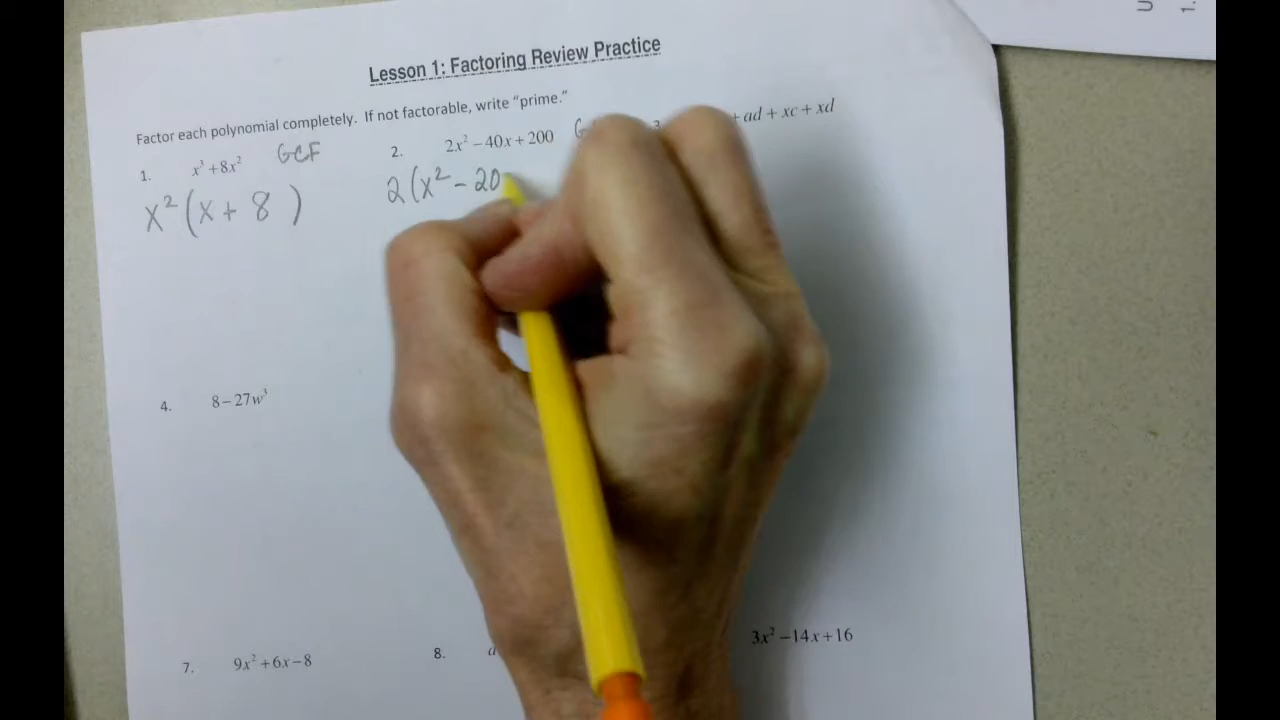 Lesson 1: Factoring Review Practice
Factor each polynomial completely. If not factorable, write "prime."
1. x³ + 8x² GCF
x² (x + 8 )
2. 2x² − 40x + 200 G
2 (x² − 20
3. + ad + xc + xd
4. 8 − 27w³
7. 9x² + 6x − 8
8. a
3x² − 14x + 16